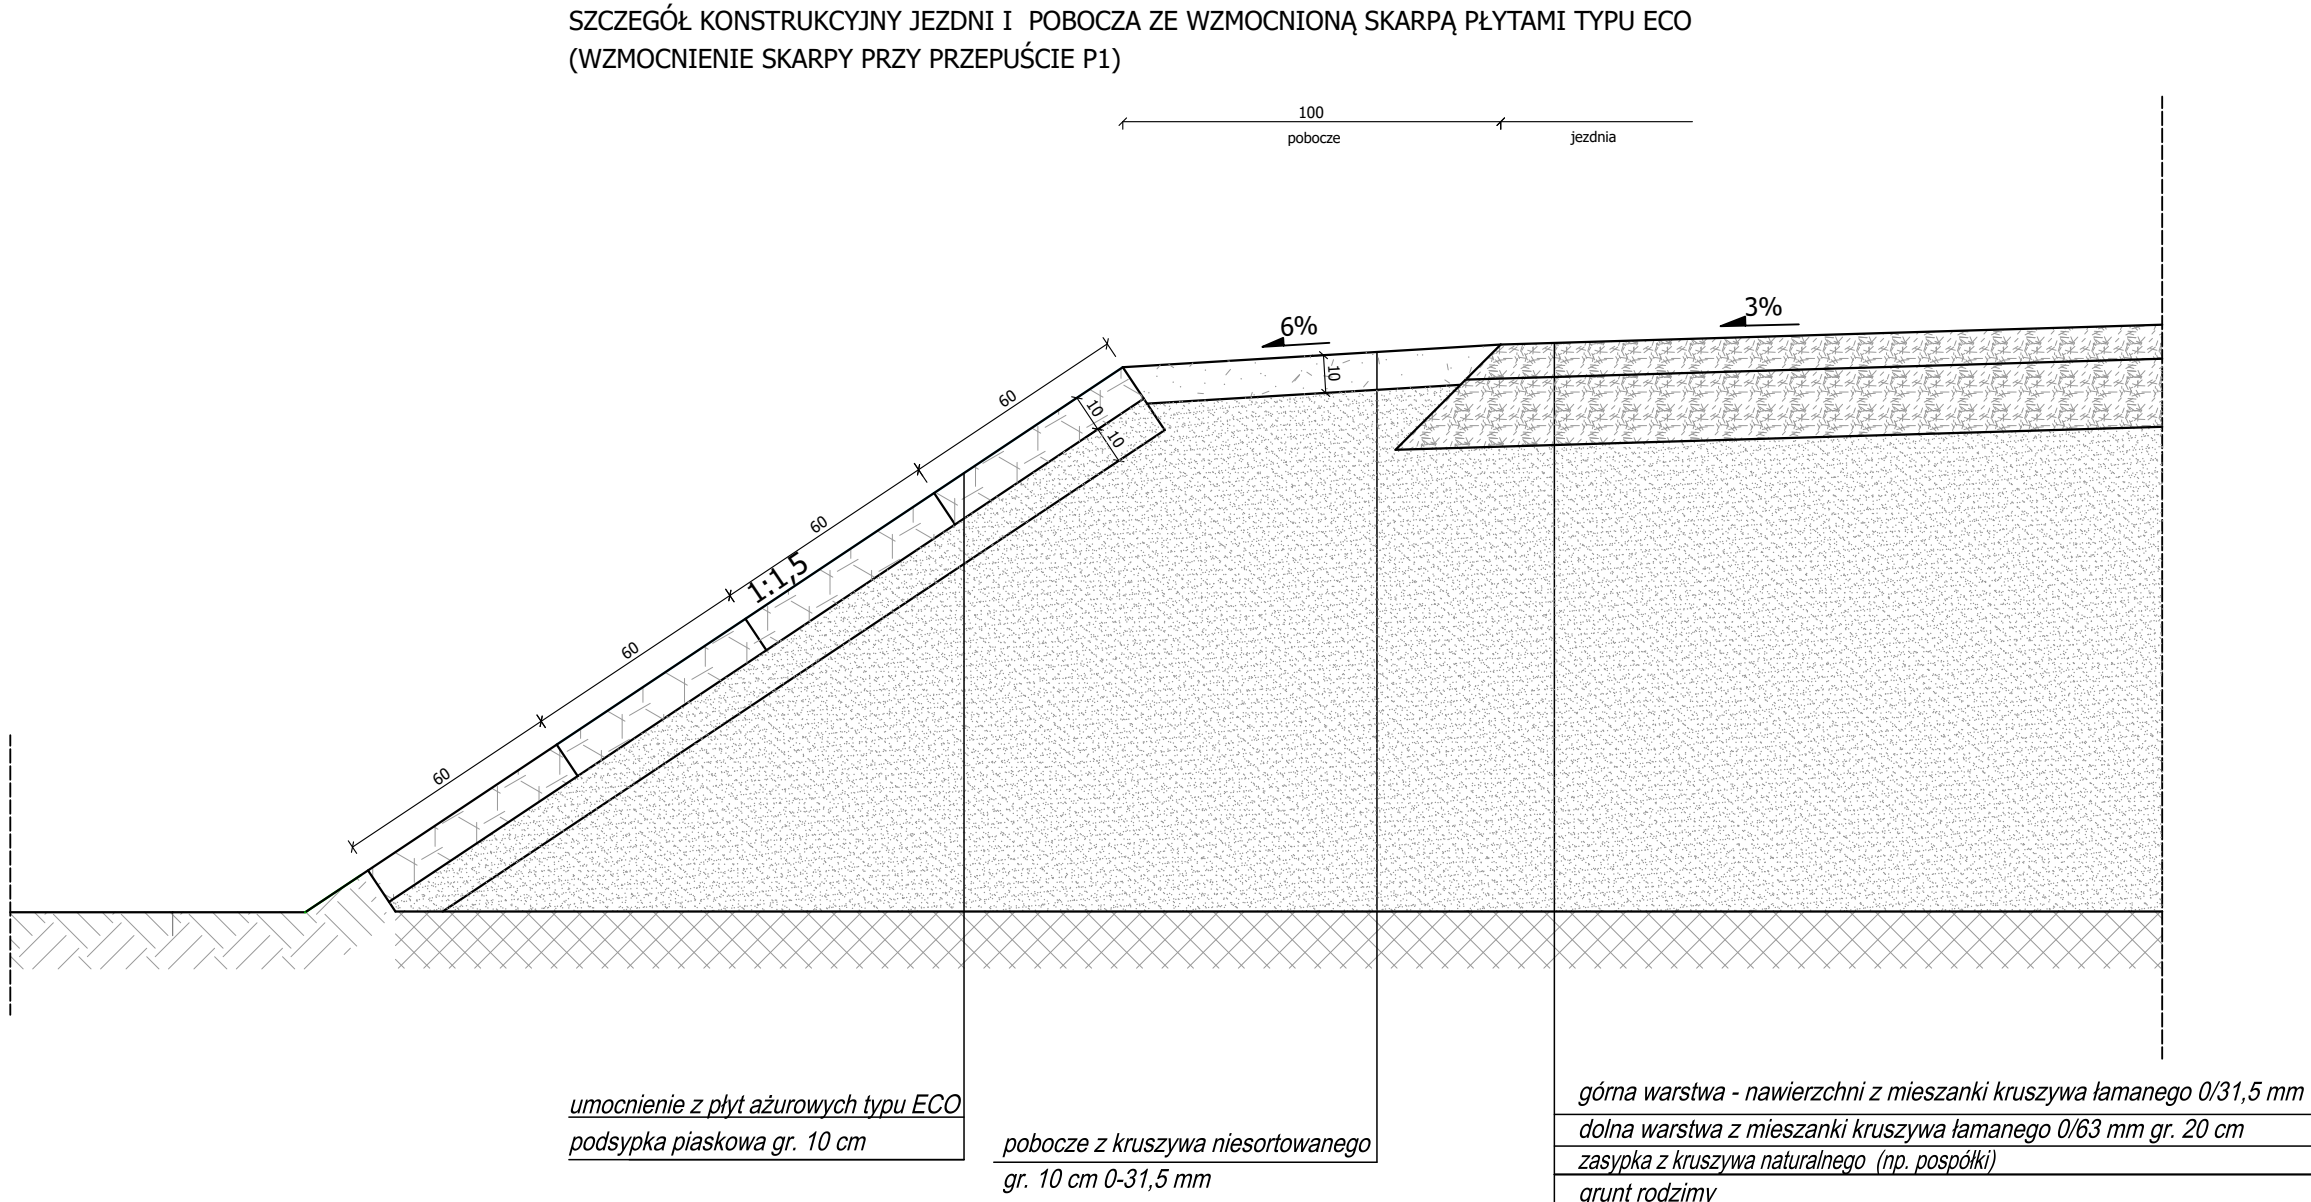 SZCZEGÓŁ KONSTRUKCYJNY JEZDNI I POBOCZA ZE WZMOCNIONĄ SKARPĄ PŁYTAMI TYPU ECO
(WZMOCNIENIE SKARPY PRZY PRZEPUŚCIE P1)
100
pobocze
jezdnia
6%
3%
10
60
10
10
60
1:1,5
60
60
umocnienie z płyt ażurowych typu ECO
podsypka piaskowa gr. 10 cm
pobocze z kruszywa niesortowanego
gr. 10 cm 0-31,5 mm
górna warstwa - nawierzchni z mieszanki kruszywa łamanego 0/31,5 mm
dolna warstwa z mieszanki kruszywa łamanego 0/63 mm gr. 20 cm
zasypka z kruszywa naturalnego (np. pospółki)
grunt rodzimy